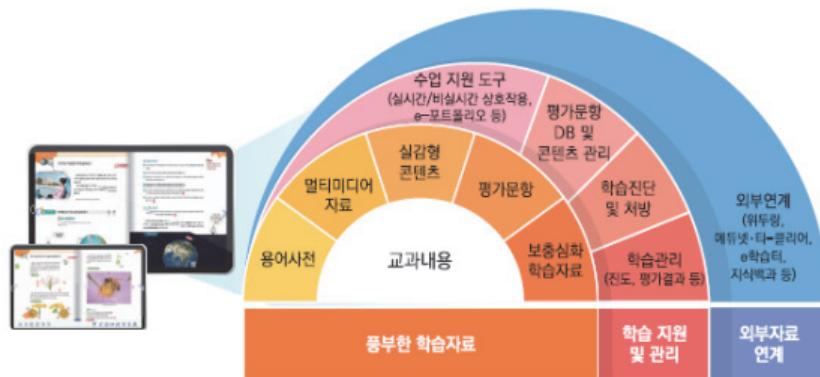 수업 지원 도구
(실시간/비실시간 상호작용,
e-포트폴리오 등)
평가문항
DB 및
콘텐츠 관리
실감형
콘텐츠
멀티미디어
자료
평가문항
학습진단
및 처방
외부연계
(위두랑,
에듀넷·티-클리어,
e학습터,
지식백과 등)
용어사전
교과내용
보충심화
학습자료
학습관리
(진도, 평가결과 등)
풍부한 학습자료
학습 지원
및 관리
외부자료
연계